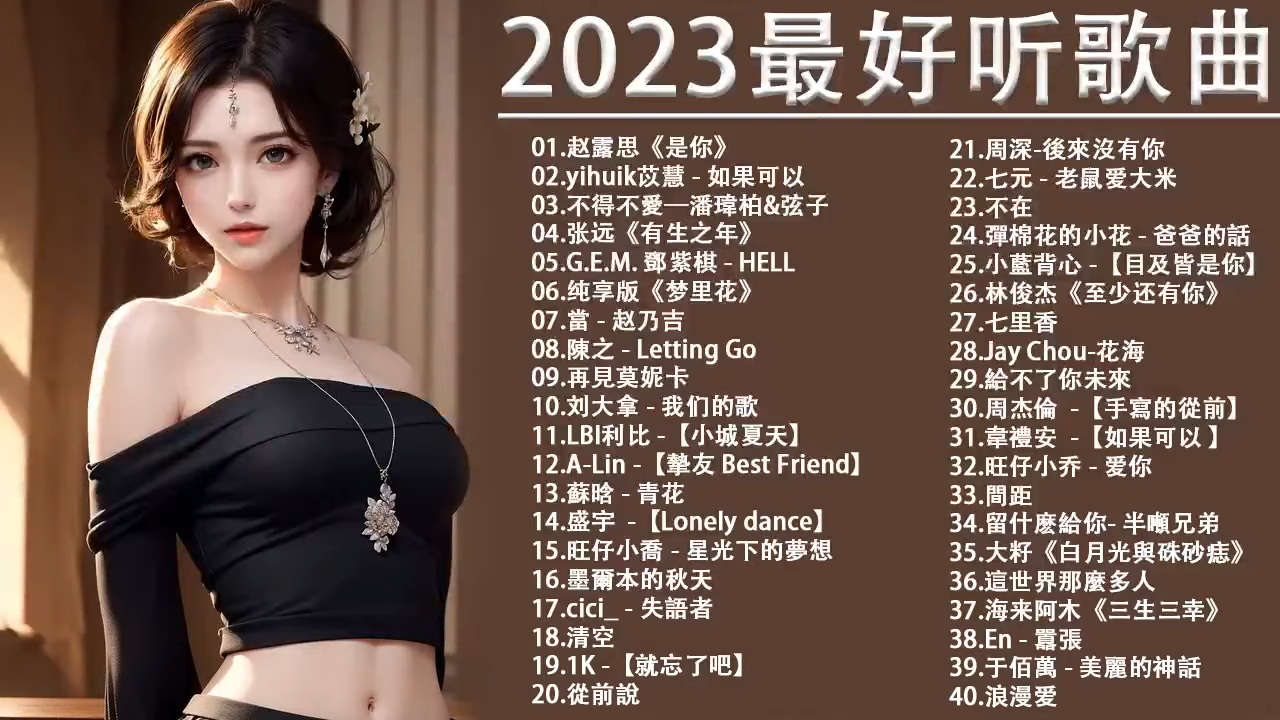 2023最好听歌曲
01.赵露思《是你》
02.yihuik苡慧 - 如果可以
03.不得不愛—潘瑋柏&弦子
04.张远《有生之年》
05.G.E.M. 鄧紫棋 - HELL
06.纯享版《梦里花》
07.當 - 赵乃吉
08.陳之 - Letting Go
09.再見莫妮卡
10.刘大拿 - 我们的歌
11.LBI利比 -【小城夏天】
12.A-Lin -【摯友 Best Friend】
13.蘇晗 - 青花
14.盛宇 -【Lonely dance】
15.旺仔小喬 - 星光下的夢想
16.墨爾本的秋天
17.cici_ - 失語者
18.清空
19.1K -【就忘了吧】
20.從前說
21.周深-後來沒有你
22.七元 - 老鼠爱大米
23.不在
24.彈棉花的小花 - 爸爸的話
25.小藍背心 -【目及皆是你】
26.林俊杰《至少还有你》
27.七里香
28.Jay Chou-花海
29.給不了你未來
30.周杰倫 -【手寫的從前】
31.韋禮安 -【如果可以 】
32.旺仔小乔 - 爱你
33.間距
34.留什麽給你- 半噸兄弟
35.大籽《白月光與硃砂痣》
36.這世界那麼多人
37.海来阿木《三生三幸》
38.En - 囂張
39.于佰萬 - 美麗的神話
40.浪漫爱